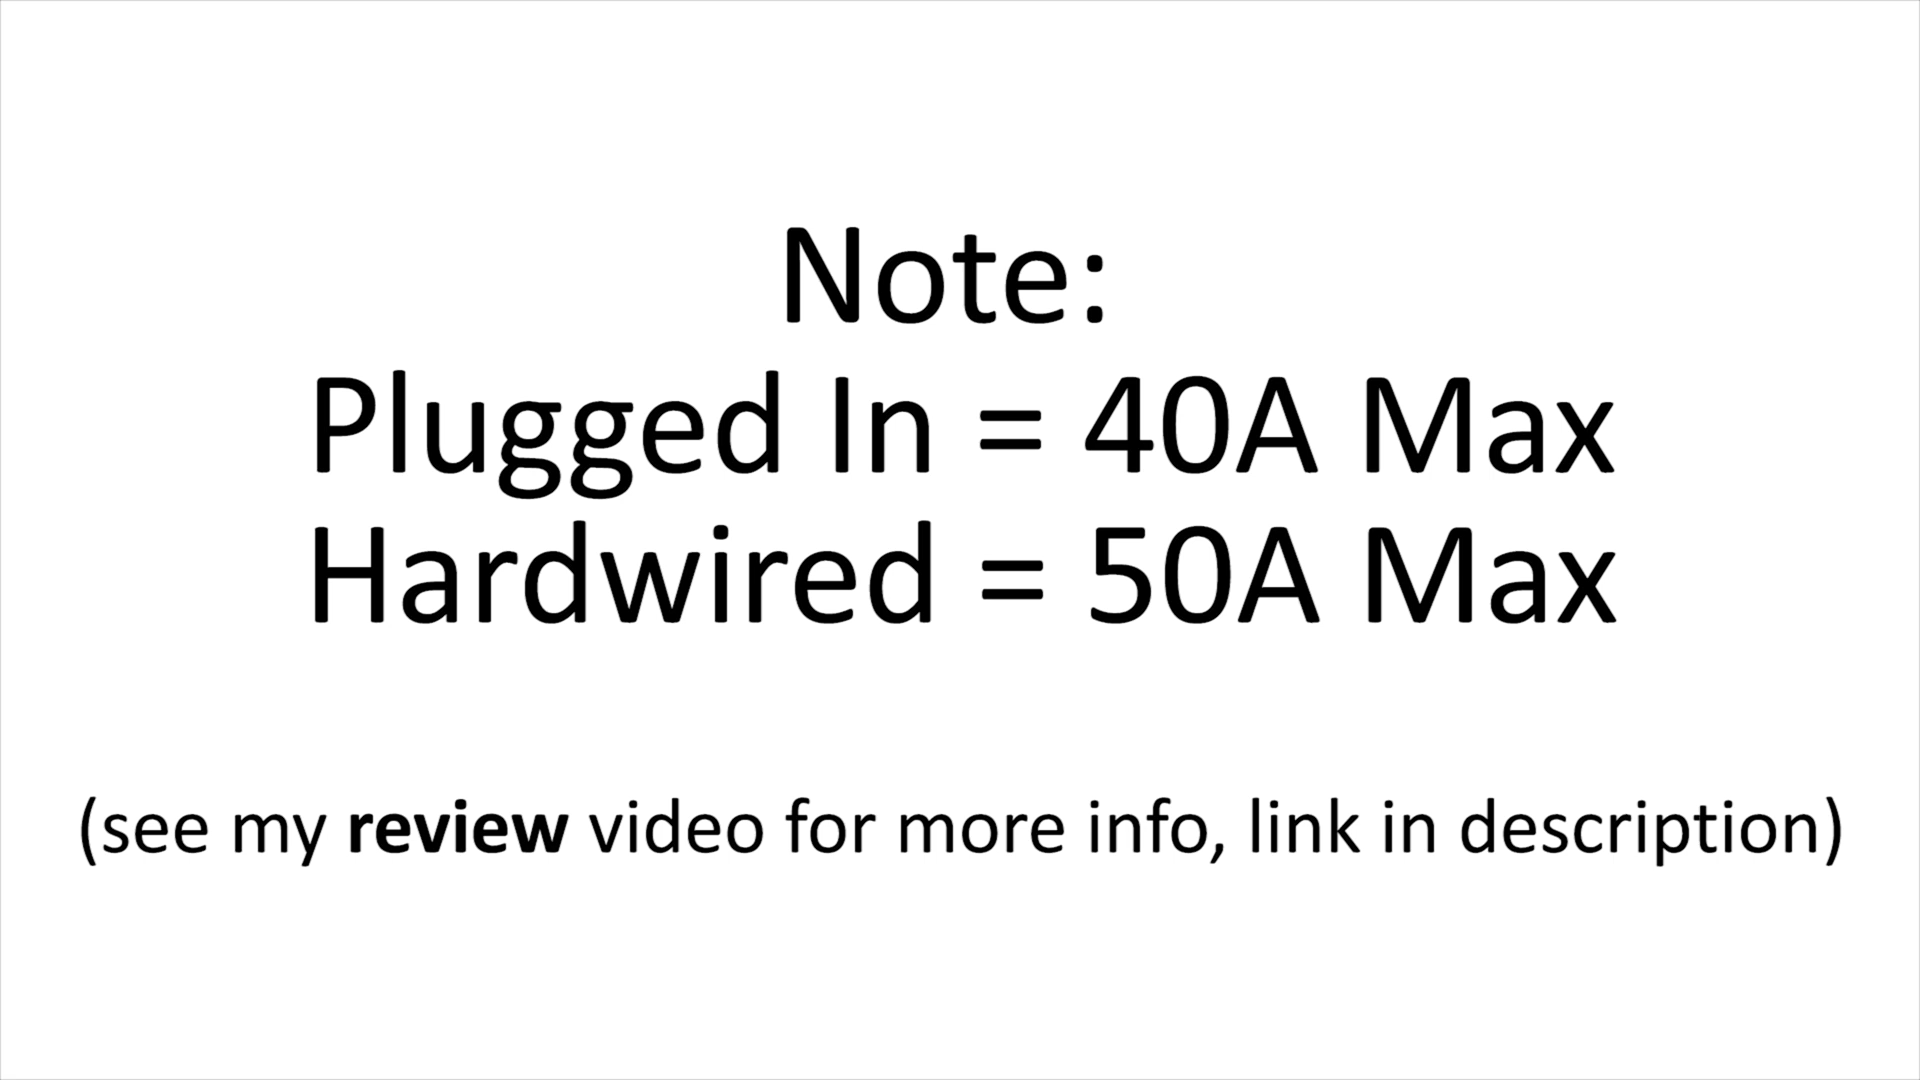 Note:
Plugged In = 40A Max
Hardwired = 50A Max
(see my review video for more info, link in description)